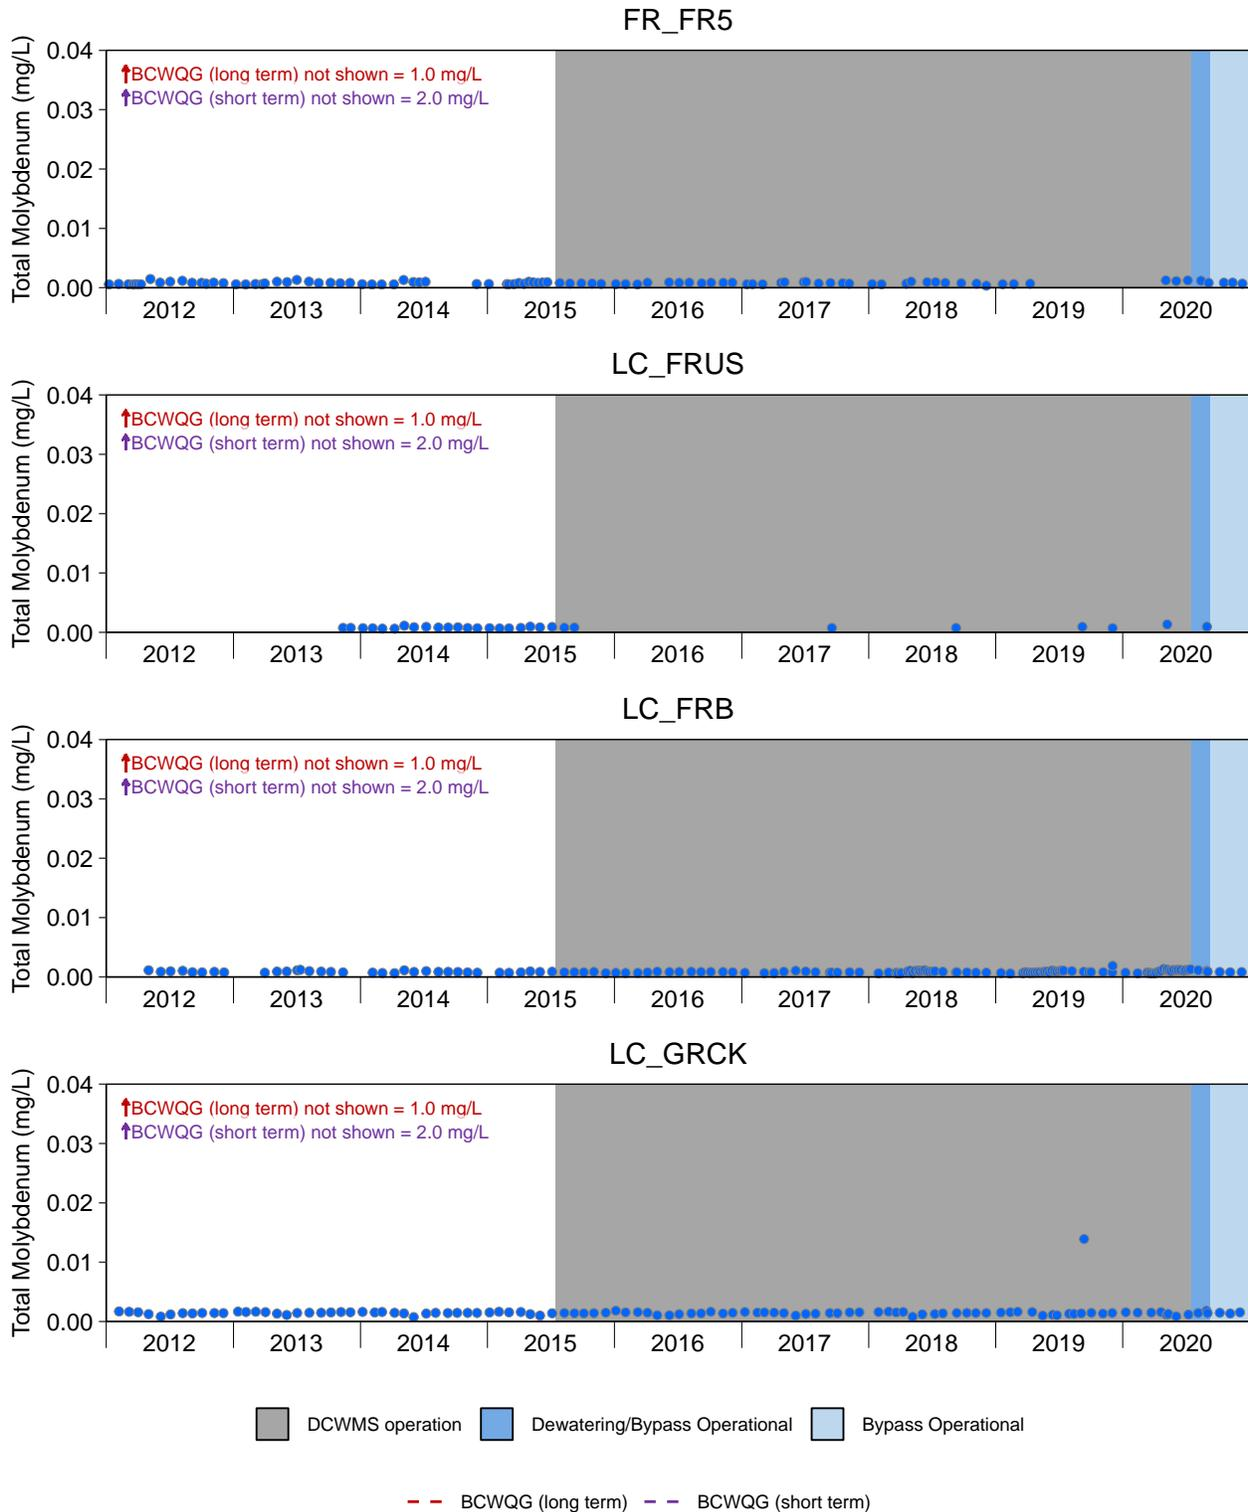 FR_FR5
Total Molybdenum (mg/L)
0.04
0.03
0.02
0.01
0.00
↑BCWQG (long term) not shown = 1.0 mg/L
↑BCWQG (short term) not shown = 2.0 mg/L
2012 2013 2014 2015 2016 2017 2018 2019 2020
LC_FRUS
Total Molybdenum (mg/L)
0.04
0.03
0.02
0.01
0.00
↑BCWQG (long term) not shown = 1.0 mg/L
↑BCWQG (short term) not shown = 2.0 mg/L
2012 2013 2014 2015 2016 2017 2018 2019 2020
LC_FRB
Total Molybdenum (mg/L)
0.04
0.03
0.02
0.01
0.00
↑BCWQG (long term) not shown = 1.0 mg/L
↑BCWQG (short term) not shown = 2.0 mg/L
2012 2013 2014 2015 2016 2017 2018 2019 2020
LC_GRCK
Total Molybdenum (mg/L)
0.04
0.03
0.02
0.01
0.00
↑BCWQG (long term) not shown = 1.0 mg/L
↑BCWQG (short term) not shown = 2.0 mg/L
2012 2013 2014 2015 2016 2017 2018 2019 2020
DCWMS operation Dewatering/Bypass Operational Bypass Operational
BCWQG (long term) BCWQG (short term)